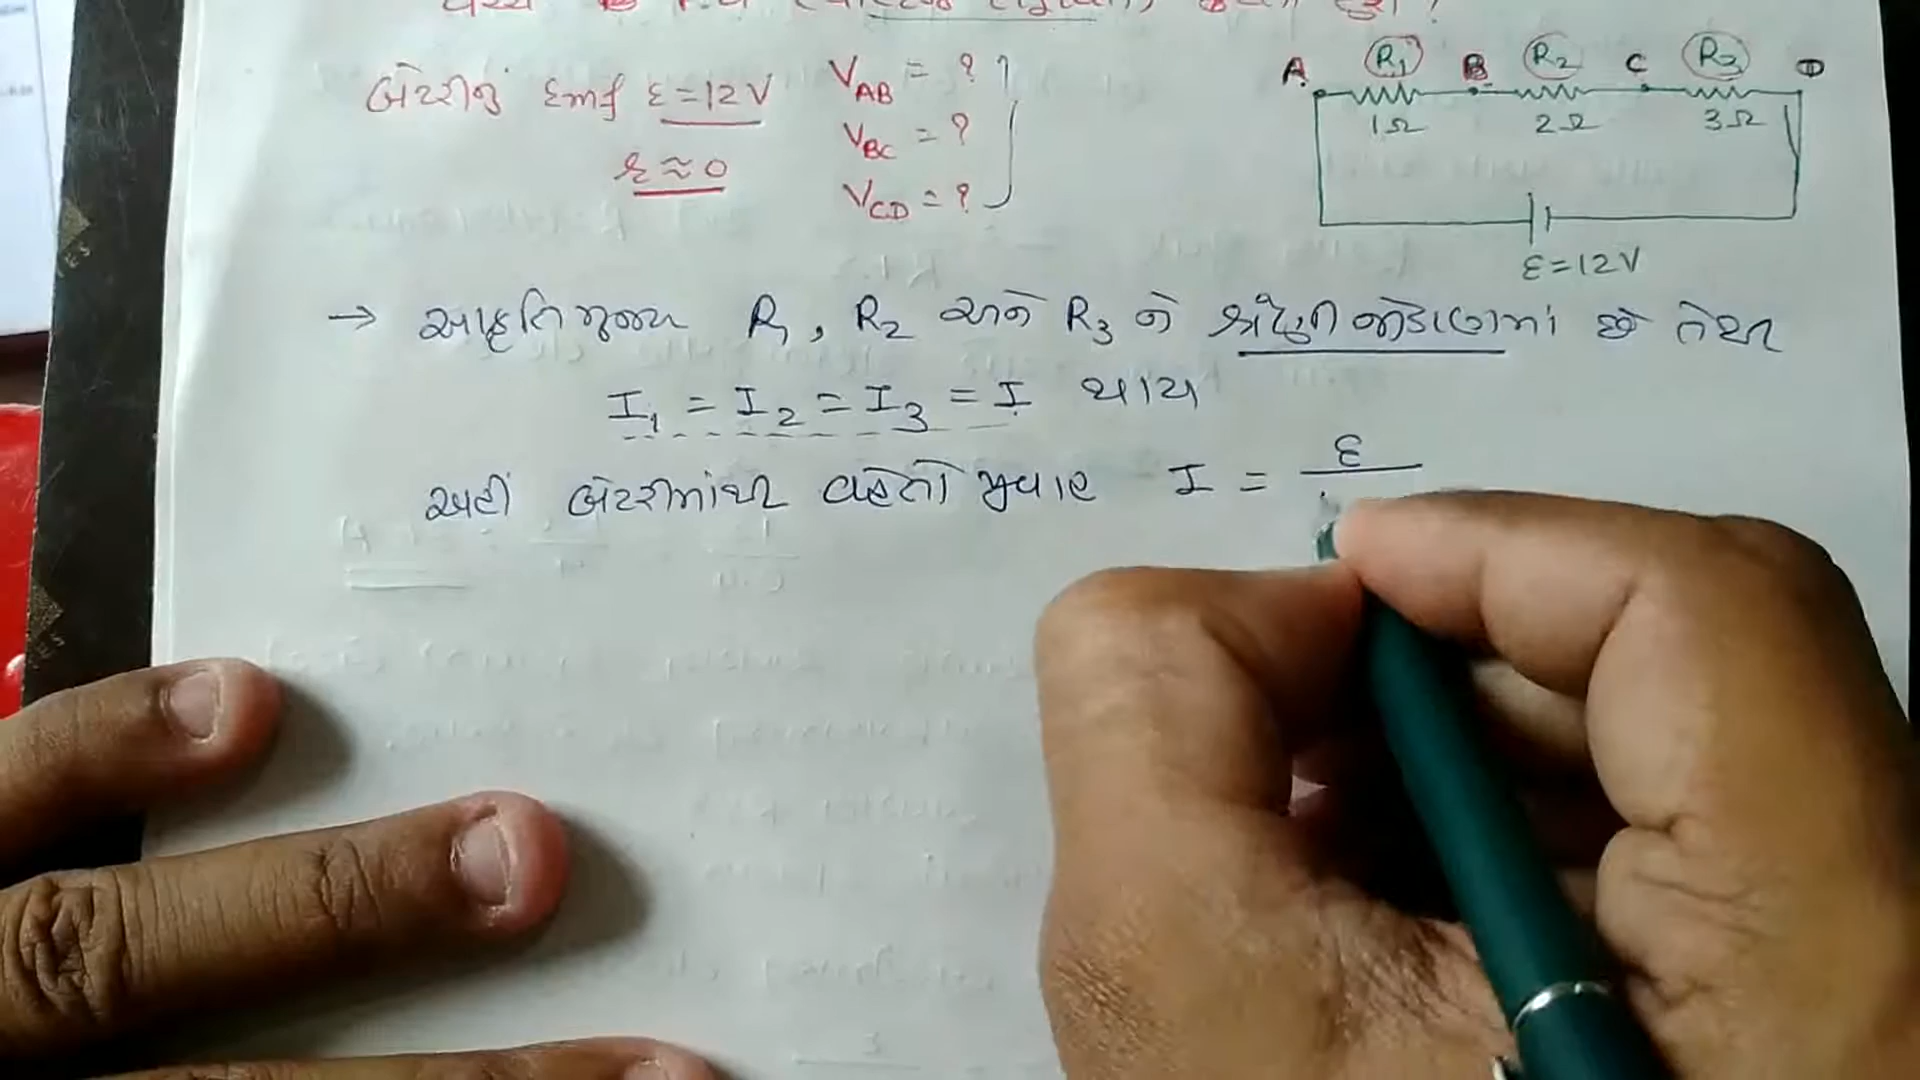 બેટરીનું emf ε = 12 V
r ≈ 0
V_AB = ?
V_BC = ?
V_CD = ?
A R₁ B R₂ C R₃ D
1Ω 2Ω 3Ω
ε = 12V
→ આકૃતિ મુજબ R₁, R₂ અને R₃ ને શ્રેણી જોડાણમાં છે તેથી
I₁ = I₂ = I₃ = I થાય
અહીં બેટરીમાંથી વહેતો પ્રવાહ I = ε /